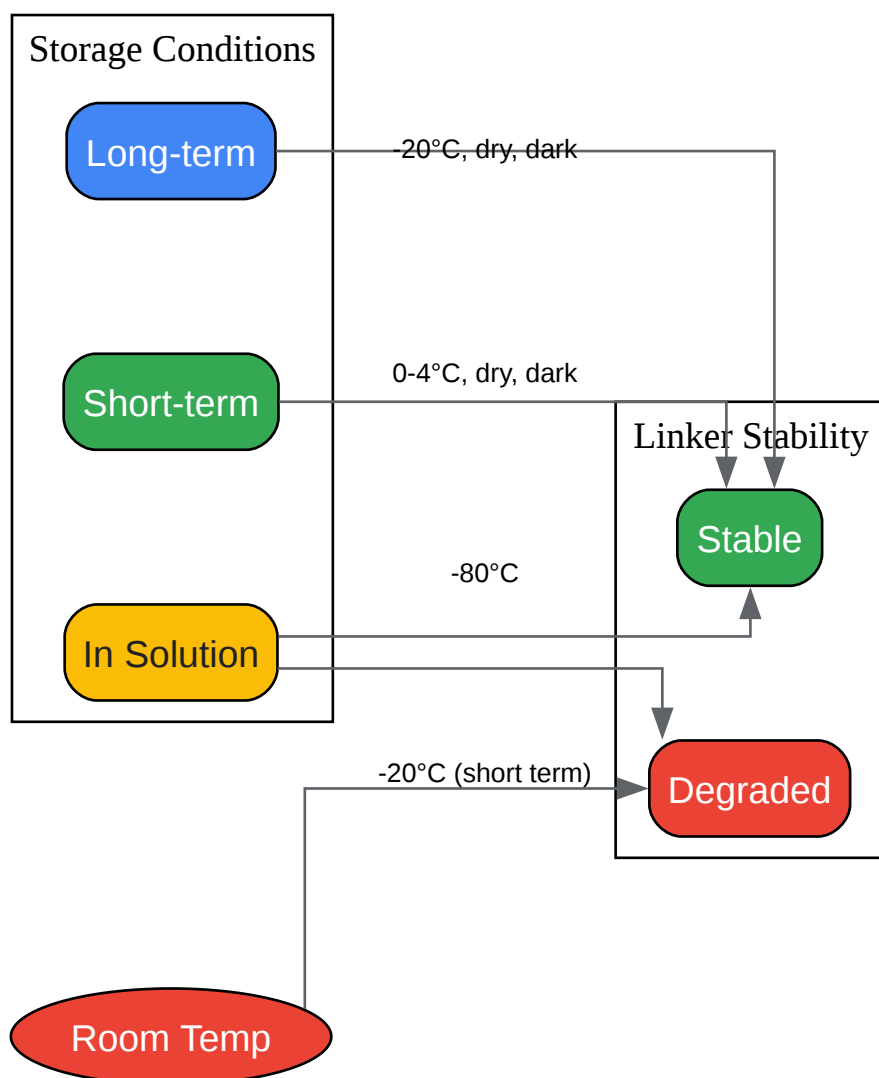 Storage Conditions
Long-term
-20°C, dry, dark
Short-term
0-4°C, dry, dark
Linker Stability
Stable
-80°C
In Solution
-20°C (short term)
Degraded
Room Temp